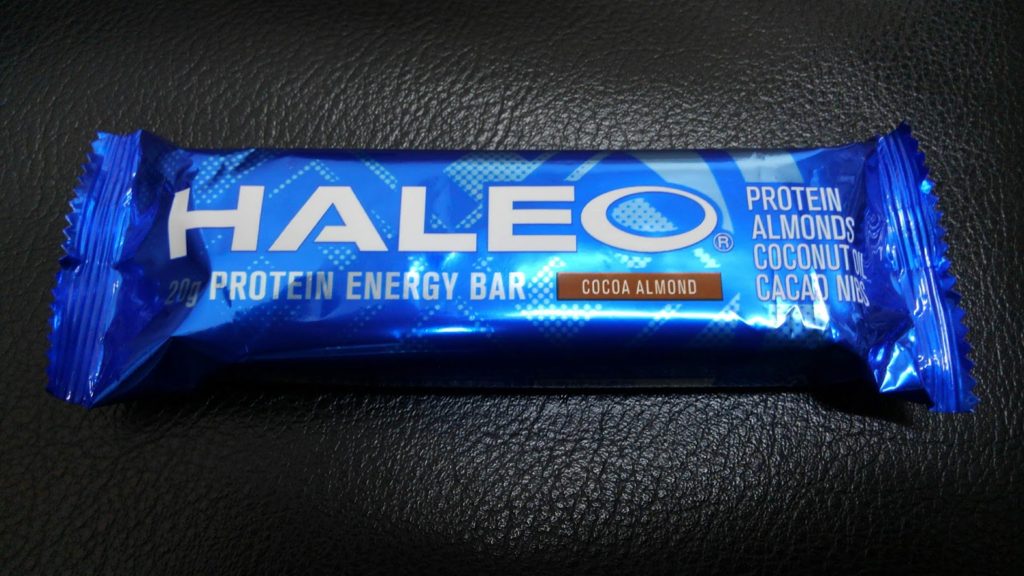 HALEO®
20g PROTEIN ENERGY BAR
COCOA ALMOND
PROTEIN
ALMONDS
COCONUT OIL
CACAO NIBS